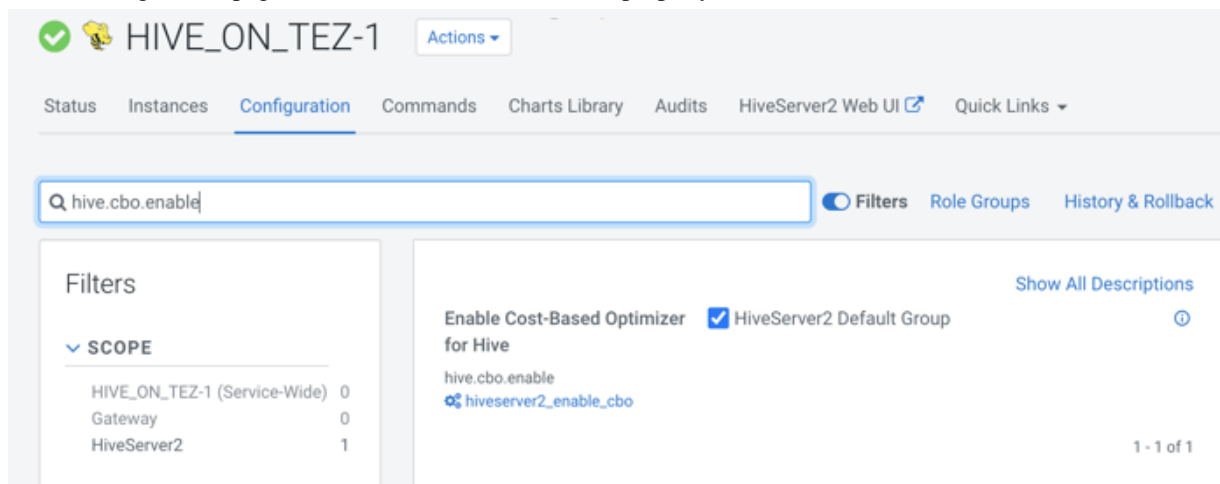 HIVE_ON_TEZ-1 Actions
Status Instances Configuration Commands Charts Library Audits HiveServer2 Web UI Quick Links
hive.cbo.enable Filters Role Groups History & Rollback
Filters
SCOPE
HIVE_ON_TEZ-1 (Service-Wide) 0
Gateway 0
HiveServer2 1
Show All Descriptions
Enable Cost-Based Optimizer HiveServer2 Default Group
for Hive
hive.cbo.enable
hiveserver2_enable_cbo
1 - 1 of 1